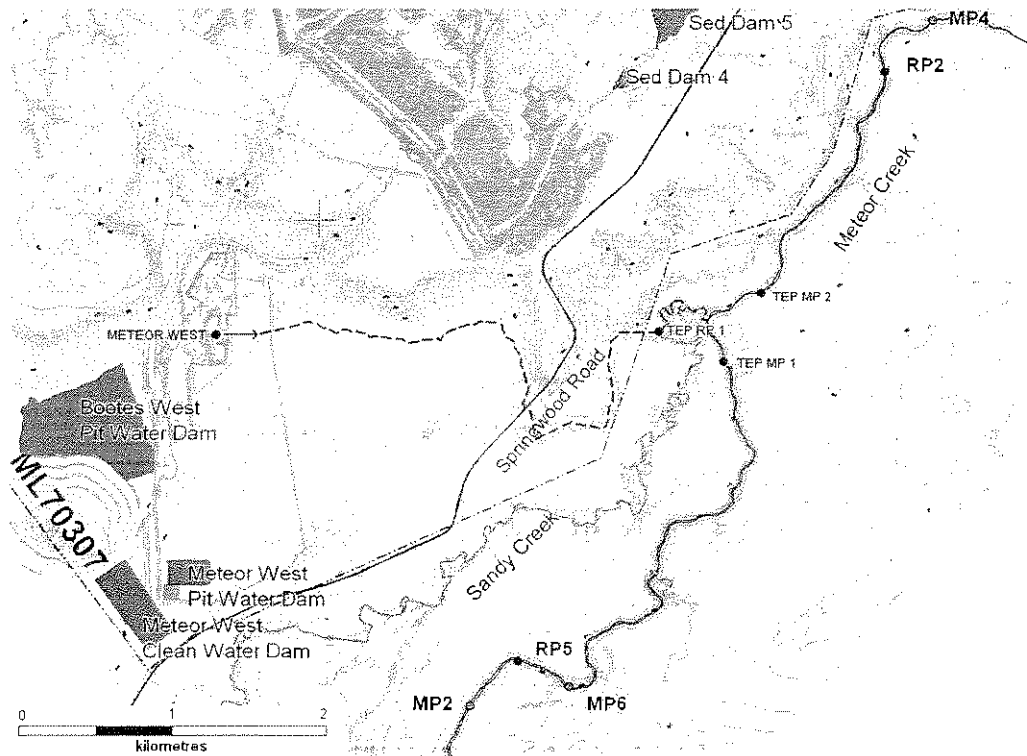 Sed Dam 5
MP4
RP2
Sed Dam 4
Meteor Creek
TEP MP 2
METEOR WEST
TEP RP 1
TEP MP 1
Springwood Road
Bootes West
Pit Water Dam
ML70307
Sandy Creek
Meteor West
Pit Water Dam
Meteor West
Clean Water Dam
RP5
MP2
MP6
0 1 2
kilometres